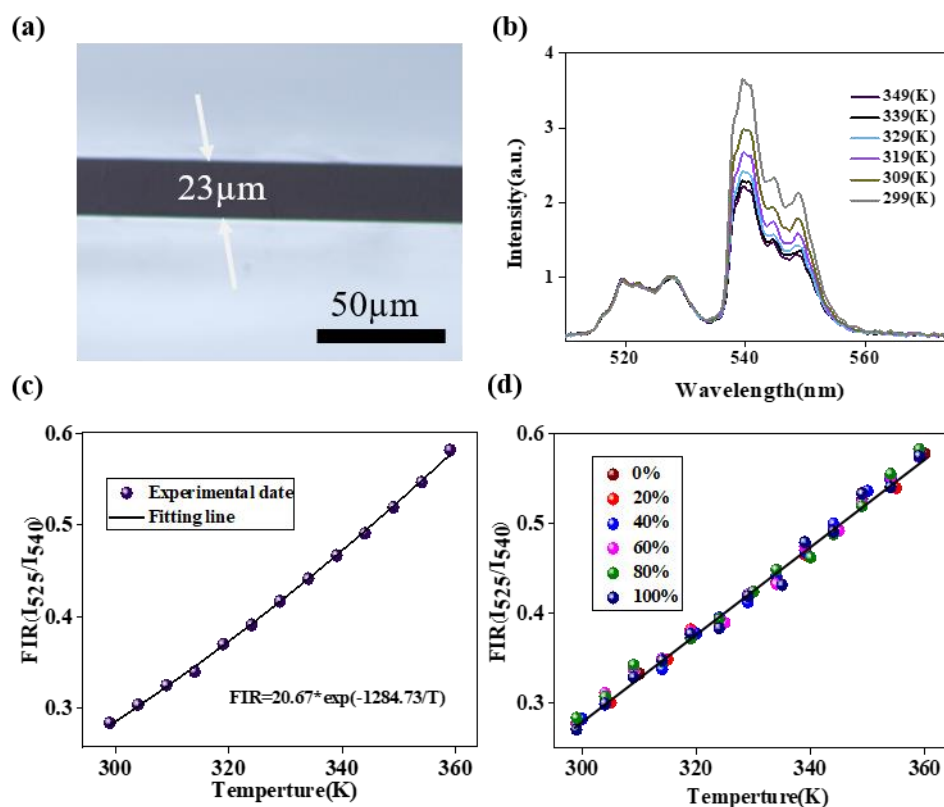 (a)
23µm
50µm
(b)
4
3
2
1
Intensity(a.u.)
349(K)
339(K)
329(K)
319(K)
309(K)
299(K)
520
540
560
Wavelength(nm)
(c)
0.6
0.5
0.4
0.3
FIR(I525/I540)
Experimental date
Fitting line
FIR=20.67*exp(-1284.73/T)
300
320
340
360
Temperture(K)
(d)
0.6
0.5
0.4
0.3
FIR(I525/I540)
0%
20%
40%
60%
80%
100%
300
320
340
360
Temperture(K)